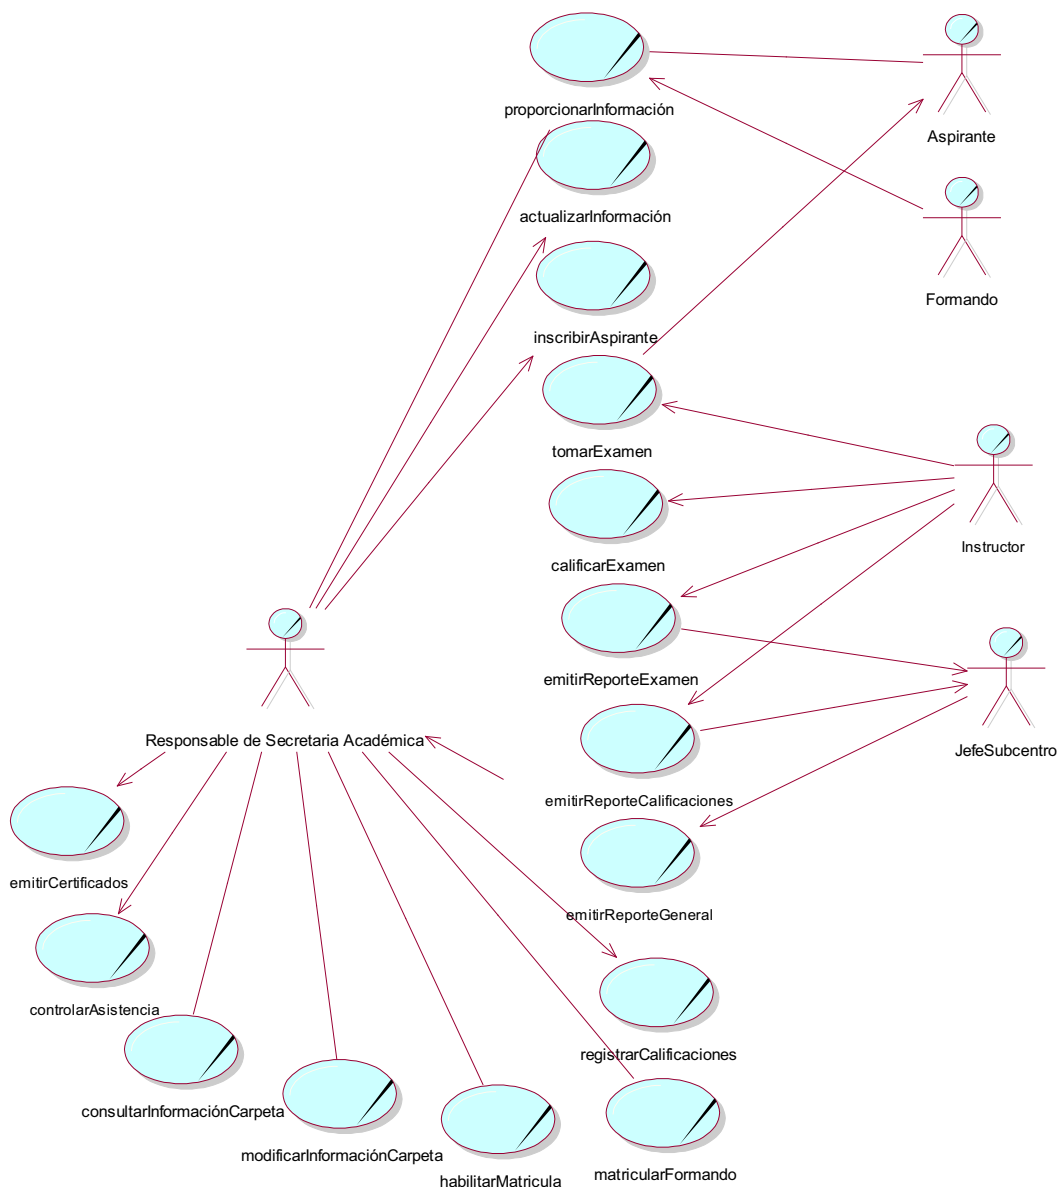 proporcionarInformación
Aspirante
actualizarInformación
Formando
inscribirAspirante
tomarExamen
Instructor
calificarExamen
emitirReporteExamen
Responsable de Secretaria Académica
JefeSubcentro
emitirReporteCalificaciones
emitirCertificados
emitirReporteGeneral
controlarAsistencia
registrarCalificaciones
consultarInformaciónCarpeta
modificarInformaciónCarpeta
matricularFormando
habilitarMatricula